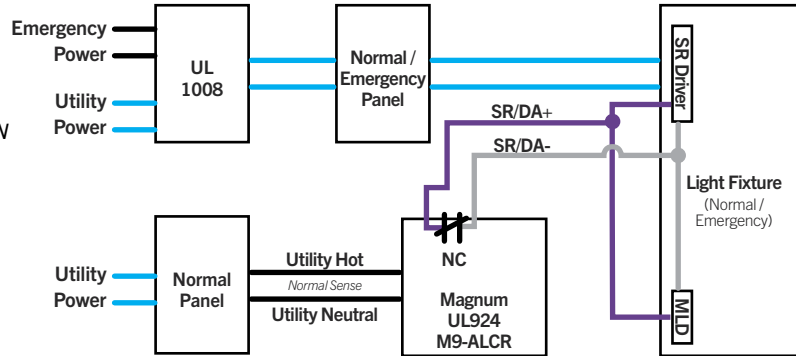 Emergency
Power
Utility
Power
W
UL
1008
Normal /
Emergency
Panel
SR Driver
SR/DA+
SR/DA-
Light Fixture
(Normal /
Emergency)
MLD
Utility
Power
Normal
Panel
Utility Hot
Normal Sense
Utility Neutral
NC
Magnum
UL924
M9-ALCR